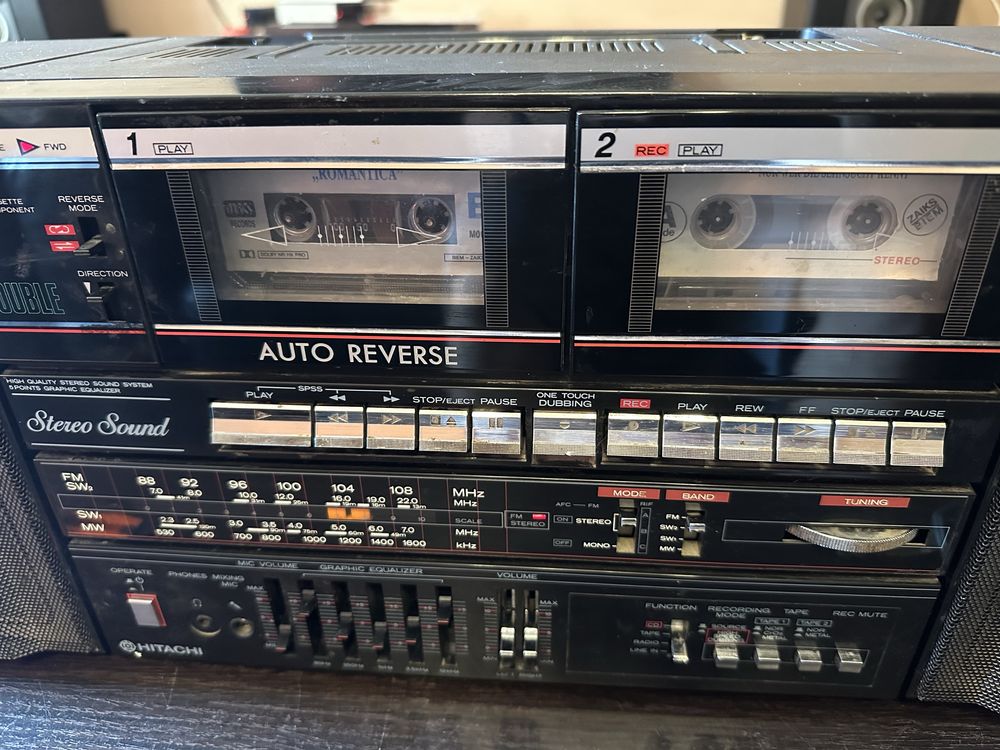 FWD
1 PLAY
2 REC PLAY
REVERSE
MODE
DIRECTION
„ROMANTICA”
RECORDS
DOLBY NR HX PRO
ZAIKS
STEREO
AUTO REVERSE
HIGH QUALITY STEREO SOUND SYSTEM
5 POINTS GRAPHIC EQUALIZER
Stereo Sound
SPSS
PLAY
STOP/EJECT PAUSE
ONE TOUCH
DUBBING
REC PLAY REW FF STOP/EJECT PAUSE
FM 88 92 96 100 104 108 MHz
SW2 7.0 8.0 10.0 12.0 16.0 19.0 22.0
SCALE
SW1 2.3 2.5 3.0 3.5 4.0 5.0 6.0 7.0 MHz
MW 530 600 700 800 1000 1200 1400 1600 kHz
FM
STEREO
AFC FM
ON
OFF
MODE
STEREO
MONO
BAND
FM
SW2
SW1
MW
TUNING
OPERATE
PHONES MIXING
MIC
MIC VOLUME
MAX
GRAPHIC EQUALIZER
VOLUME
MAX MAX
FUNCTION
CD
TAPE
RADIO
LINE IN
RECORDING
MODE
SOURCE
TAPE
TAPE 1
NOR
METAL
TAPE 2
NOR
METAL
REC MUTE
HITACHI